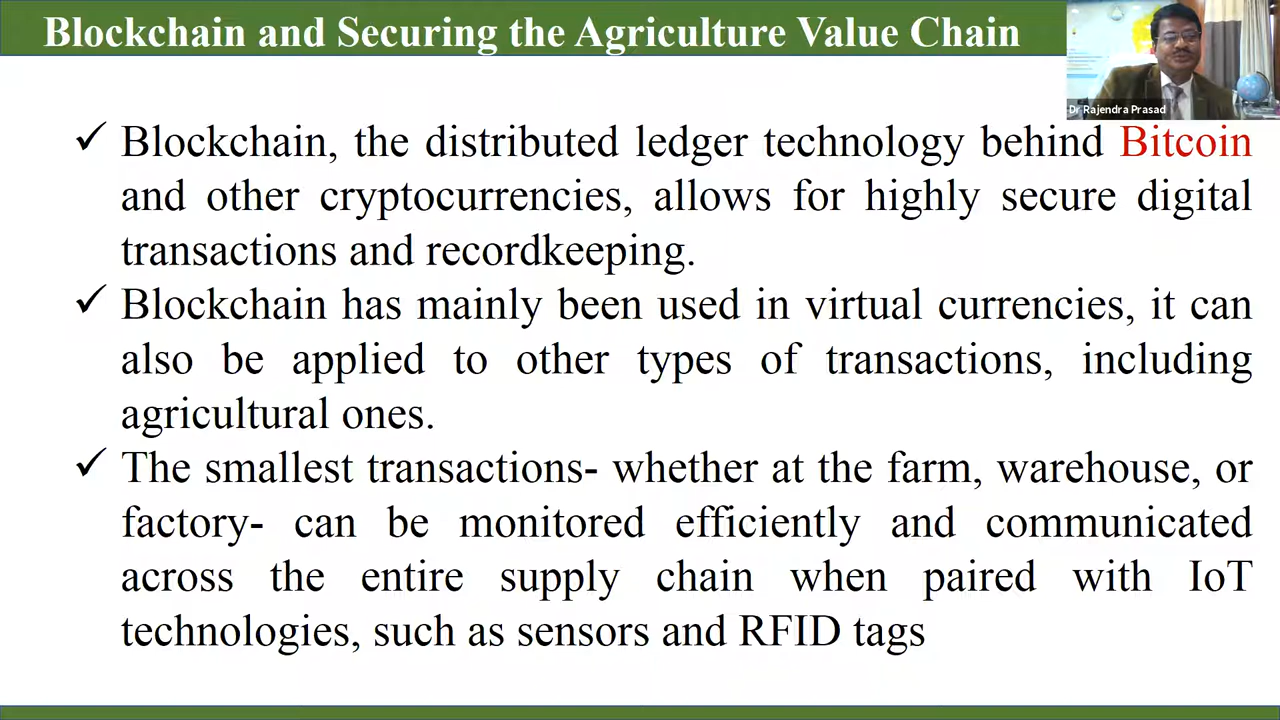 Blockchain and Securing the Agriculture Value Chain
Dr Rajendra Prasad
✓ Blockchain, the distributed ledger technology behind Bitcoin
and other cryptocurrencies, allows for highly secure digital
transactions and recordkeeping.
✓ Blockchain has mainly been used in virtual currencies, it can
also be applied to other types of transactions, including
agricultural ones.
✓ The smallest transactions- whether at the farm, warehouse, or
factory- can be monitored efficiently and communicated
across the entire supply chain when paired with IoT
technologies, such as sensors and RFID tags